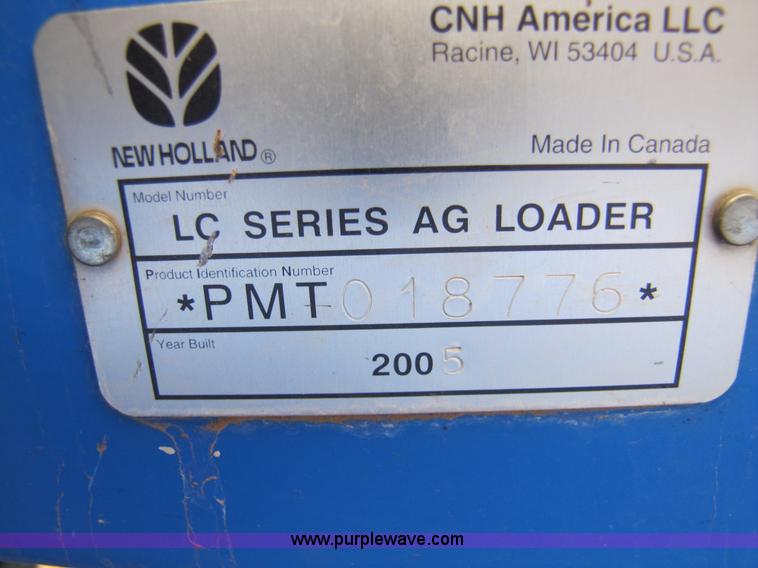 CNH America LLC
Racine, WI 53404 U.S.A.
NEW HOLLAND ®
Made In Canada
Model Number
LC SERIES AG LOADER
Product Identification Number
*PMT018776*
Year Built
2005
www.purplewave.com